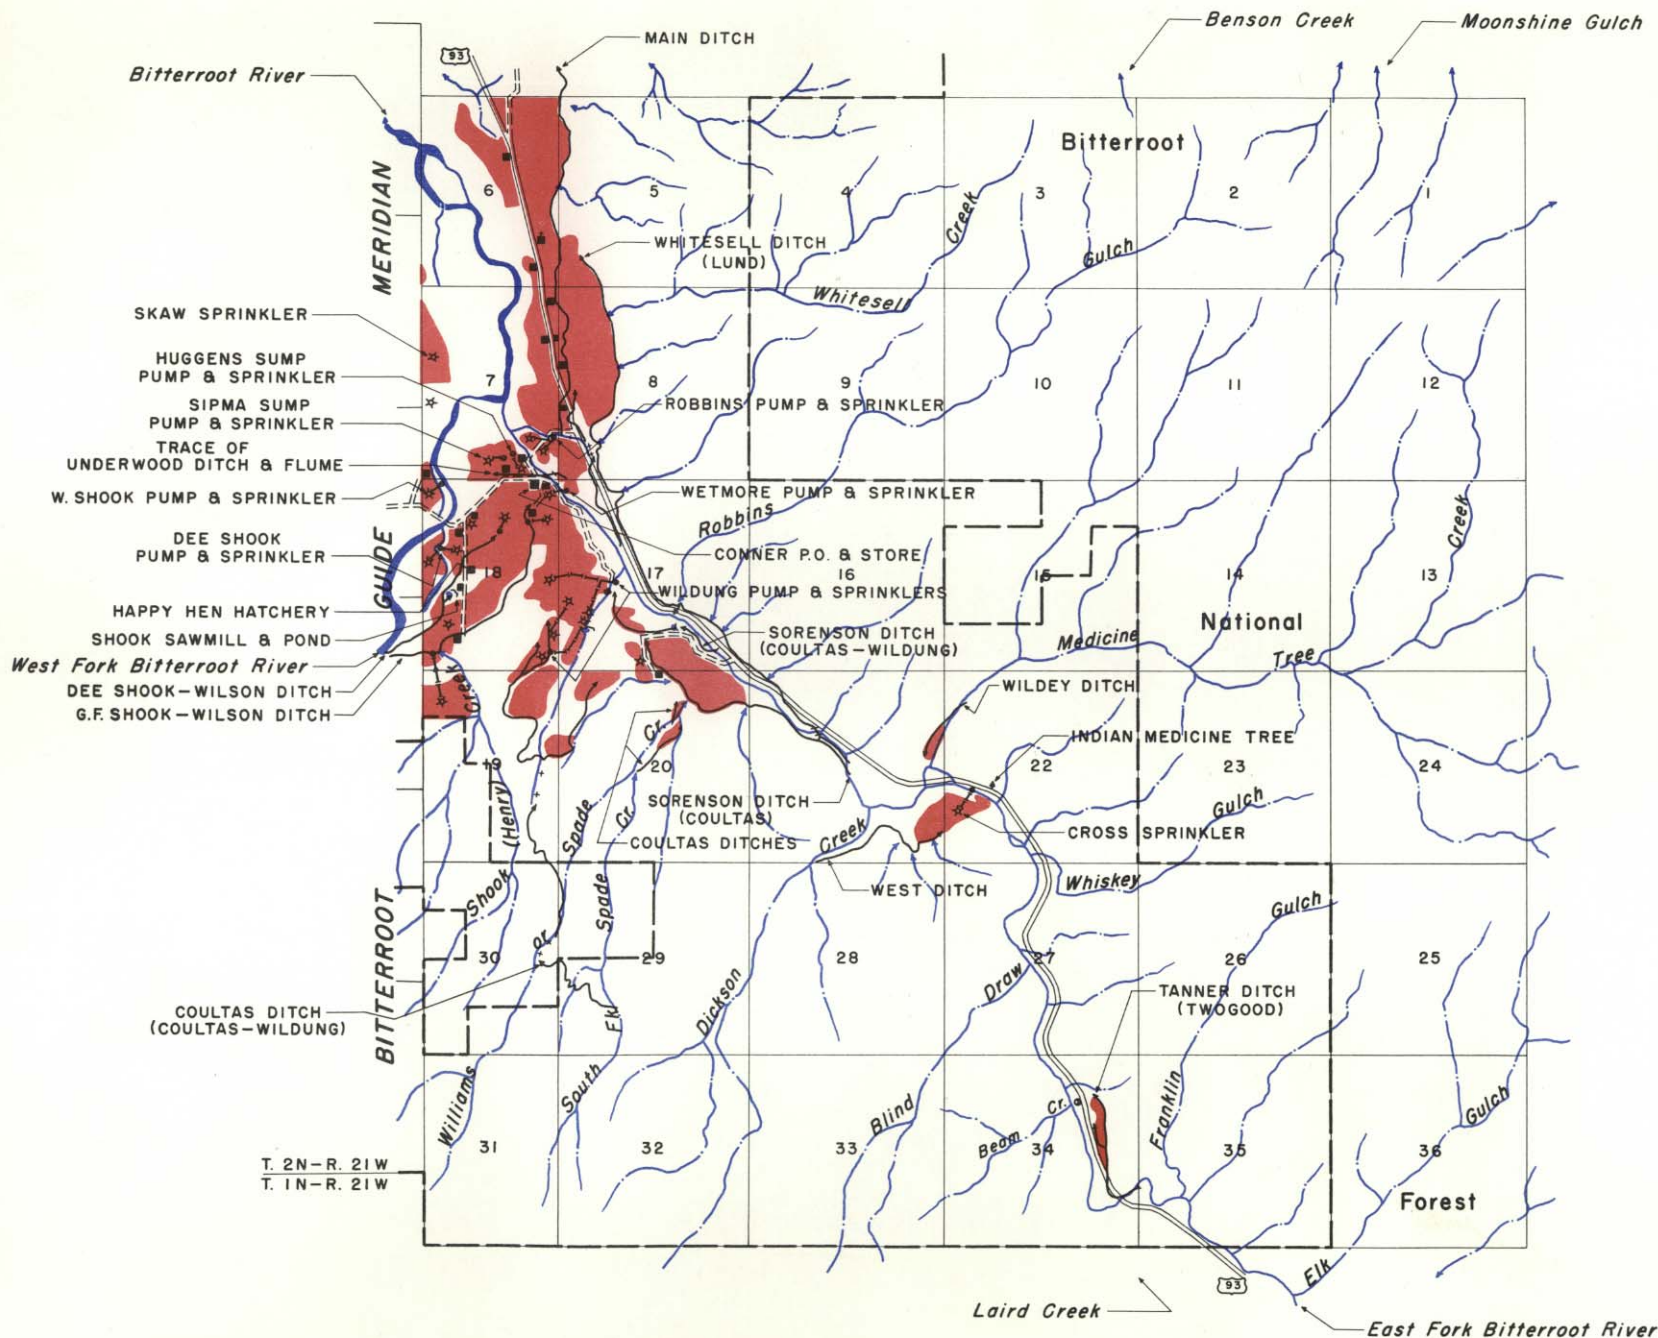 Benson Creek
Moonshine Gulch
MAIN DITCH
93
Bitterroot River
Bitterroot
MERIDIAN
6
5
4
3
2
1
Creek
WHITESELL DITCH
(LUND)
Gulch
Whitesell
SKAW SPRINKLER
HUGGENS SUMP
PUMP & SPRINKLER
7
8
9
10
11
12
SIPMA SUMP
PUMP & SPRINKLER
ROBBINS PUMP & SPRINKLER
TRACE OF
UNDERWOOD DITCH & FLUME
W. SHOOK PUMP & SPRINKLER
WETMORE PUMP & SPRINKLER
Robbins
Creek
DEE SHOOK
PUMP & SPRINKLER
CONNER P.O. & STORE
GUIDE
18
17
16
15
14
13
WILDUNG PUMP & SPRINKLERS
HAPPY HEN HATCHERY
National
SHOOK SAWMILL & POND
SORENSON DITCH
(COULTAS-WILDUNG)
Medicine
Tree
West Fork Bitterroot River
DEE SHOOK-WILSON DITCH
G.F. SHOOK-WILSON DITCH
Creek
WILDEY DITCH
Cr.
INDIAN MEDICINE TREE
19
20
22
23
24
(Henry)
Spade
Cr.
SORENSON DITCH
(COULTAS)
Gulch
Creek
COULTAS DITCHES
CROSS SPRINKLER
WEST DITCH
Whiskey
Shook
Spade
Gulch
BITTERROOT
or
30
29
28
27
26
25
Draw
Dickson
TANNER DITCH
(TWOGOOD)
COULTAS DITCH
(COULTAS-WILDUNG)
Fk.
Williams
South
Blind
Beam
Cr.
Franklin
Gulch
31
32
33
34
35
36
T. 2N-R. 21W
T. 1N-R. 21W
Forest
Elk
93
Laird Creek
East Fork Bitterroot River